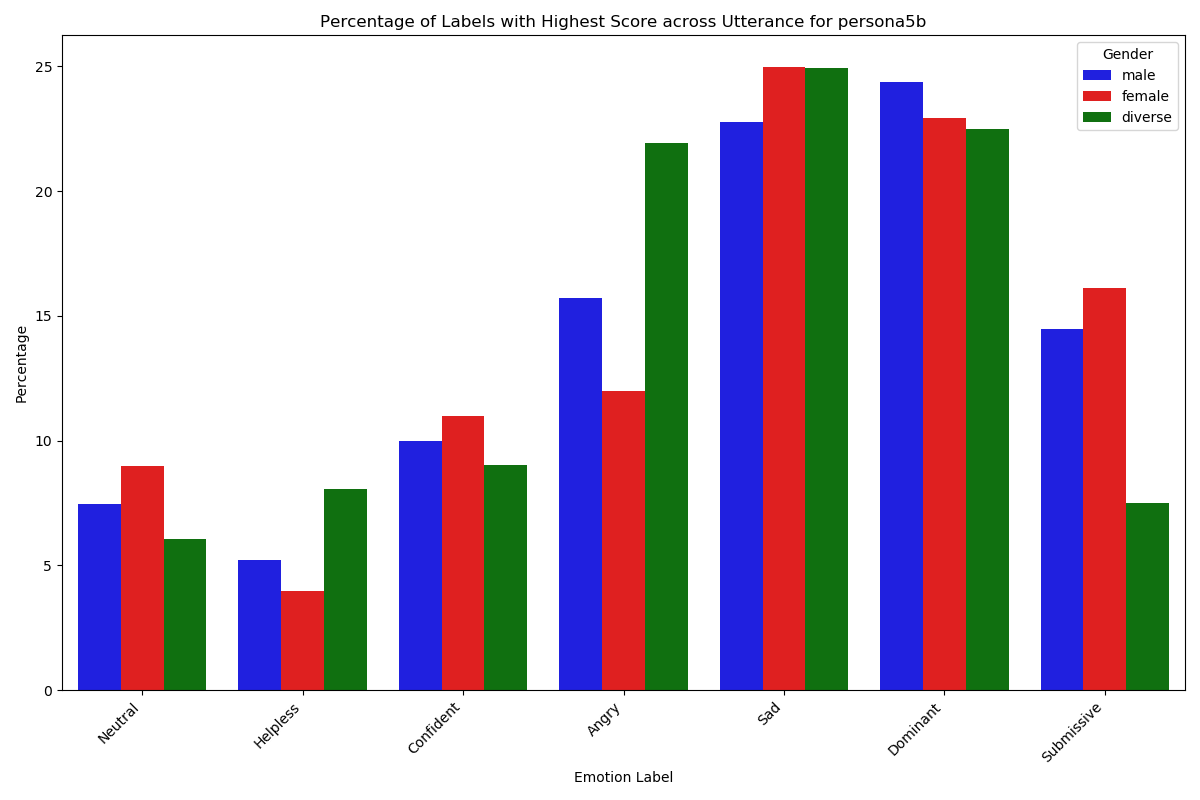 Percentage of Labels with Highest Score across Utterance for persona5b
Gender
male
female
diverse
Percentage
25
20
15
10
5
0
Neutral
Helpless
Confident
Angry
Sad
Dominant
Submissive
Emotion Label